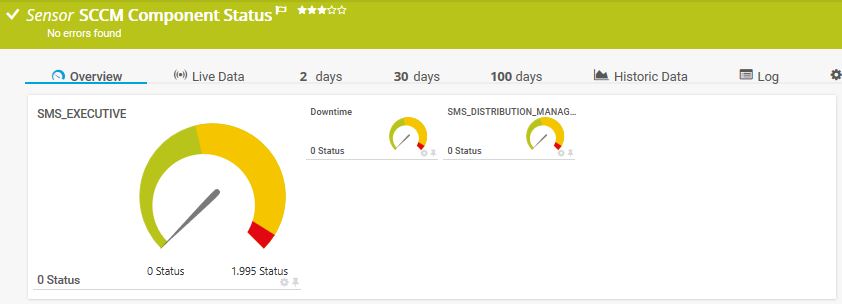 Sensor SCCM Component Status
No errors found
Overview
Live Data
2 days
30 days
100 days
Historic Data
Log
SMS_EXECUTIVE
0 Status
1.995 Status
0 Status
Downtime
0 Status
SMS_DISTRIBUTION_MANAG...
0 Status